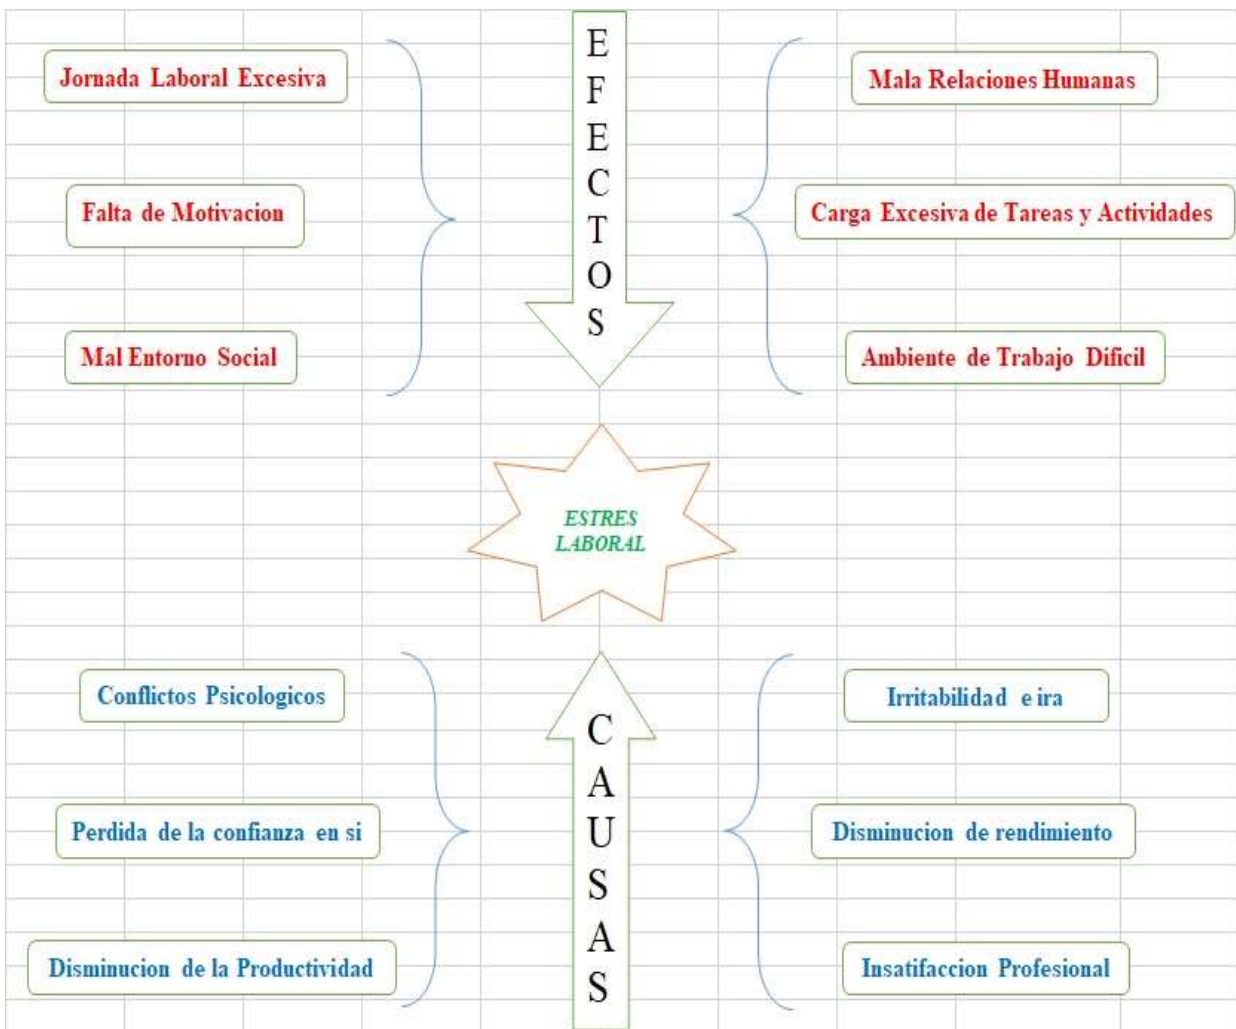 EFECTOS
Jornada Laboral Excesiva
Mala Relaciones Humanas
Falta de Motivacion
Carga Excesiva de Tareas y Actividades
Mal Entorno Social
Ambiente de Trabajo Dificil
ESTRES
LABORAL
CAUSAS
Conflictos Psicologicos
Irritabilidad e ira
Perdida de la confianza en si
Disminucion de rendimiento
Disminucion de la Productividad
Insatifaccion Profesional